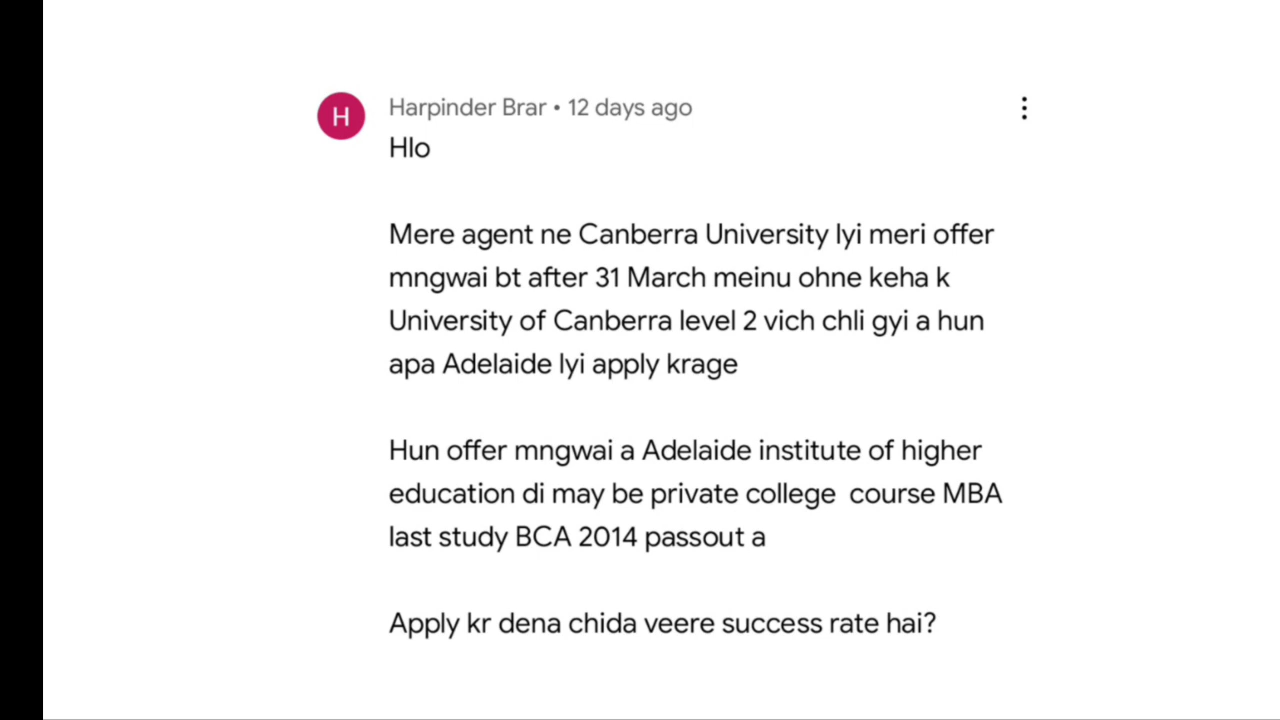 H
Harpinder Brar • 12 days ago
Hlo
Mere agent ne Canberra University lyi meri offer
mngwai bt after 31 March meinu ohne keha k
University of Canberra level 2 vich chli gyi a hun
apa Adelaide lyi apply krage
Hun offer mngwai a Adelaide institute of higher
education di may be private college  course MBA
last study BCA 2014 passout a
Apply kr dena chida veere success rate hai?